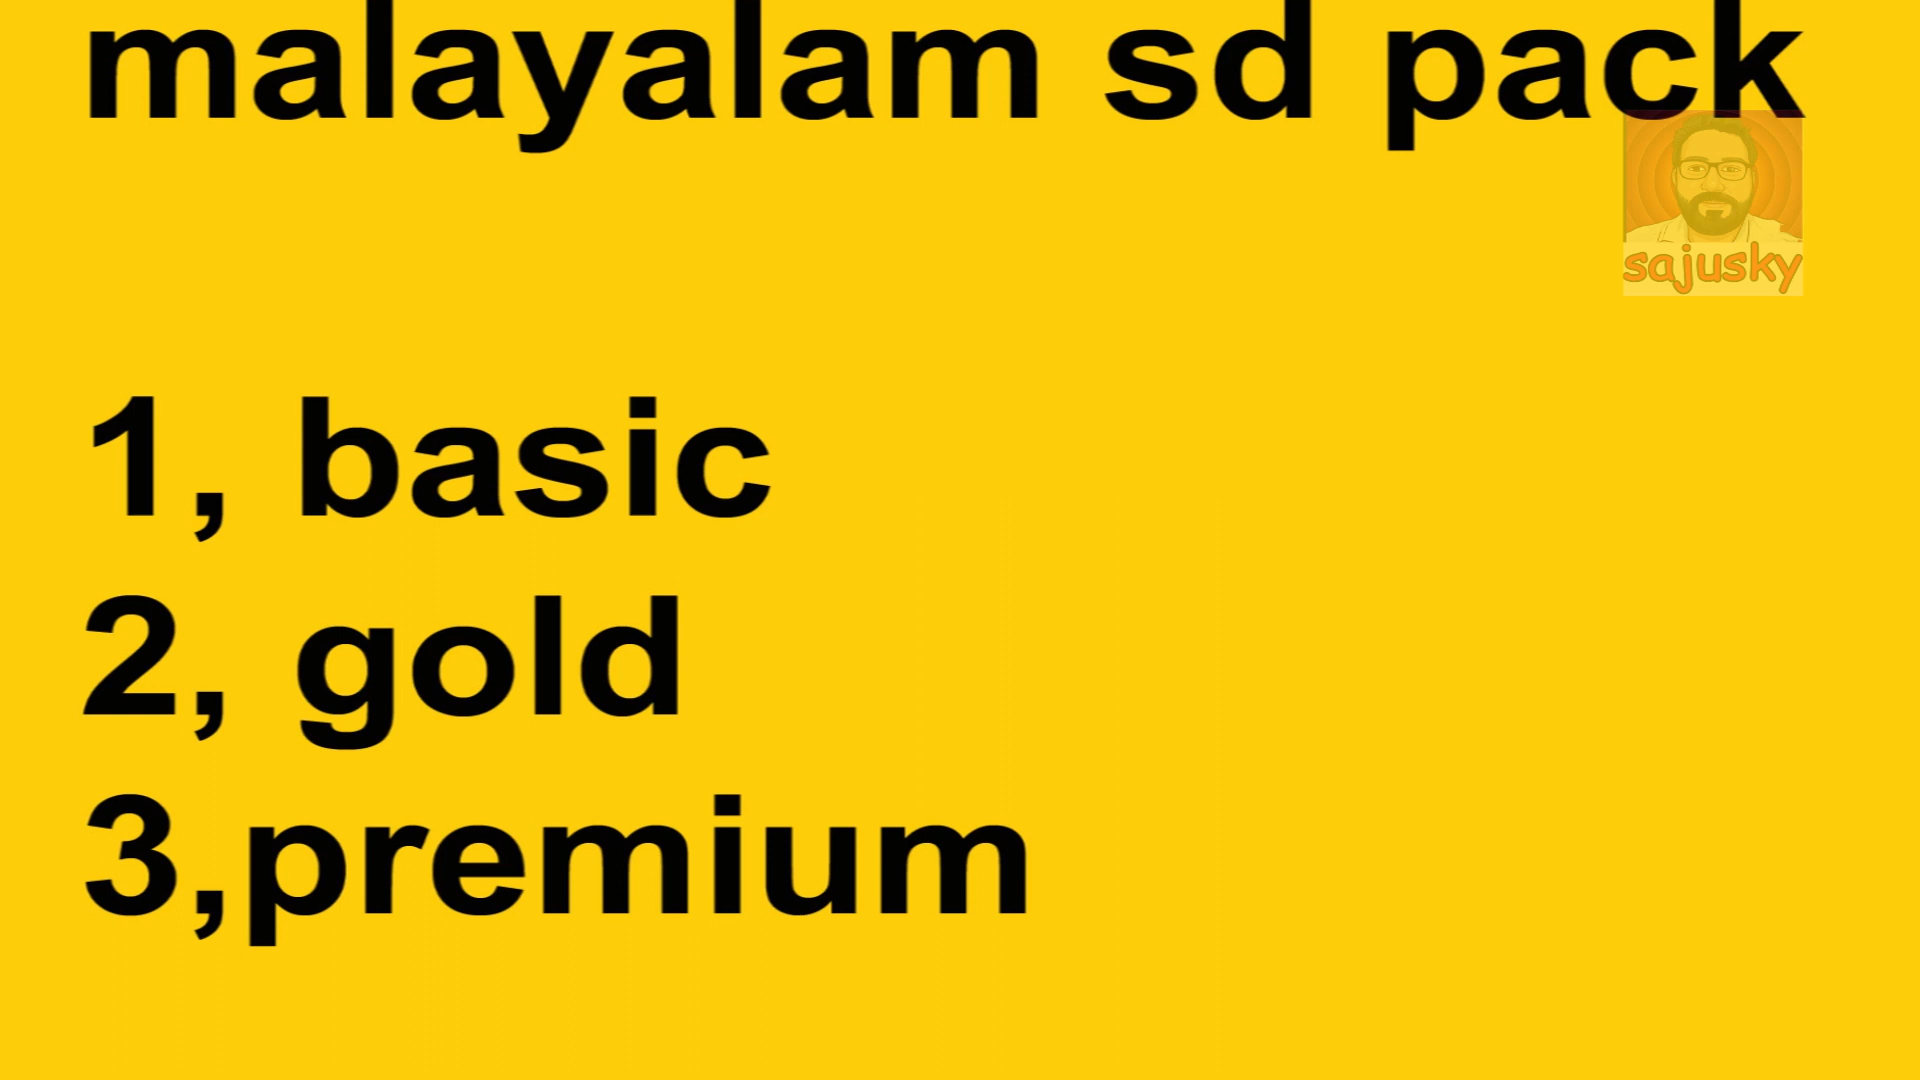 malayalam sd pack
sajusky
1, basic
2, gold
3,premium